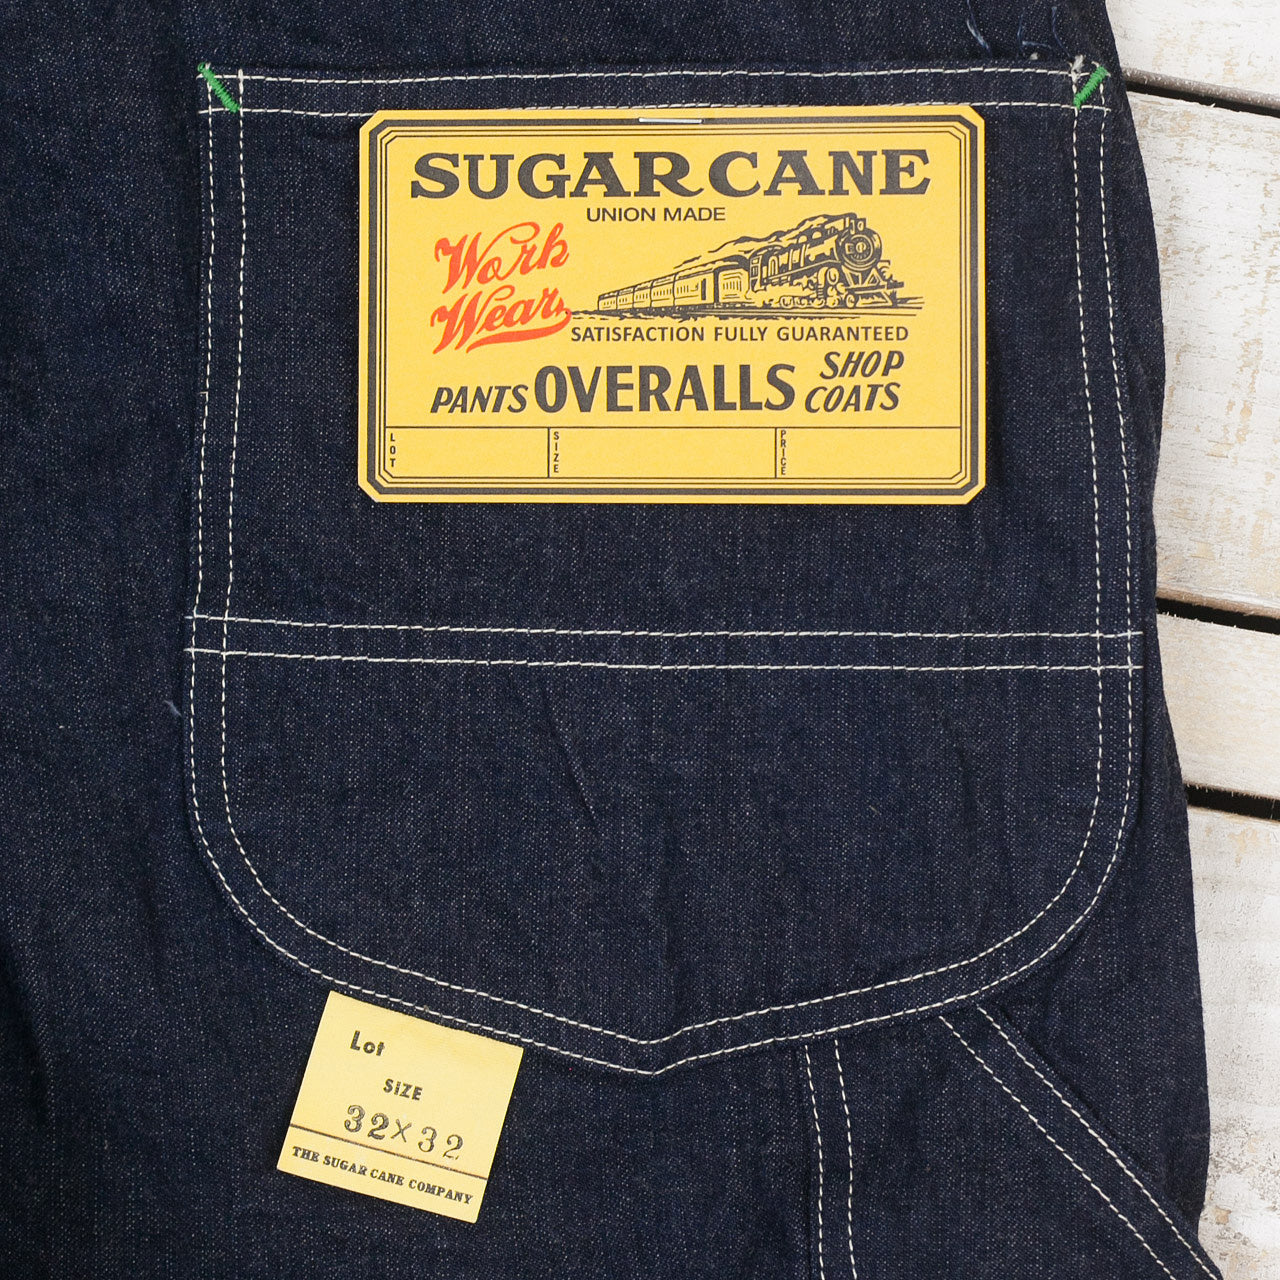 SUGAR CANE
UNION MADE
Work
Wear
SATISFACTION FULLY GUARANTEED
PANTS OVERALLS SHOP COATS
LOT SIZE PRICE
Lot
SIZE
32 x 32
THE SUGAR CANE COMPANY